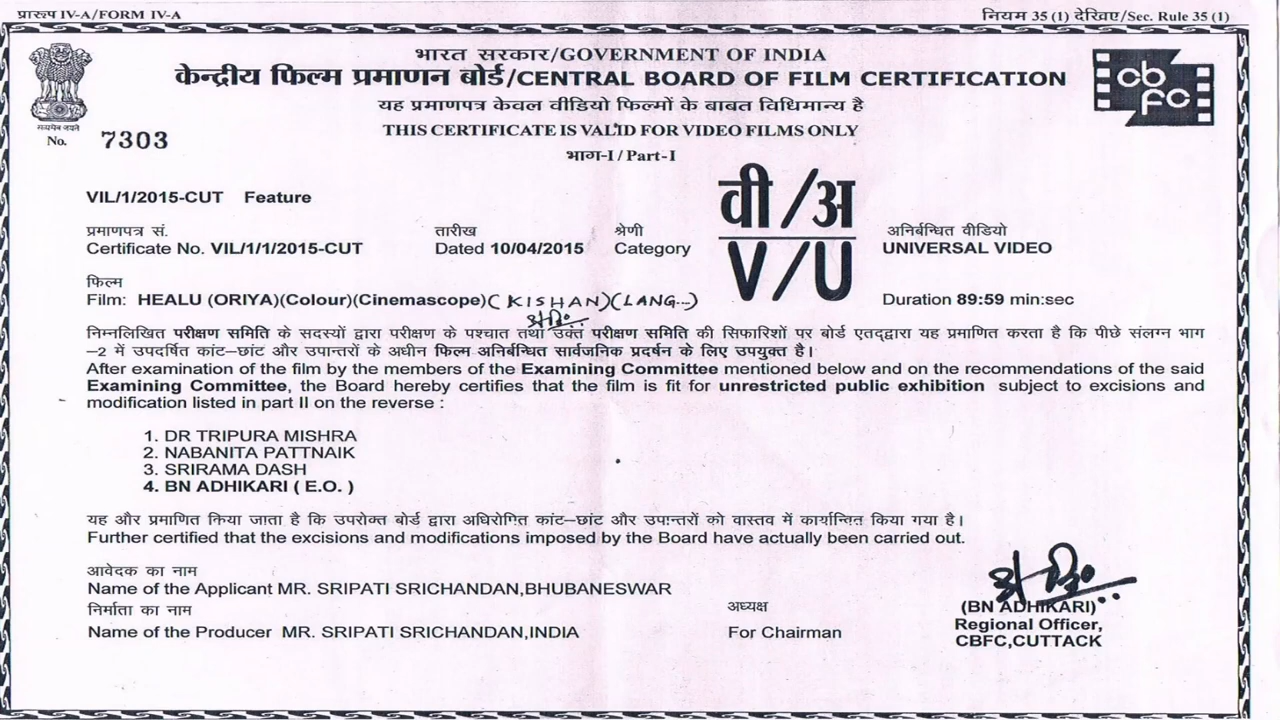 प्रारूप IV-A/FORM IV-A
नियम 35 (1) देखिए/Sec. Rule 35 (1)
भारत सरकार/GOVERNMENT OF INDIA
केन्द्रीय फिल्म प्रमाणन बोर्ड/CENTRAL BOARD OF FILM CERTIFICATION
cbfc
यह प्रमाणपत्र केवल वीडियो फिल्मों के बाबत विधिमान्य है
सत्यमेव जयते
THIS CERTIFICATE IS VALID FOR VIDEO FILMS ONLY
No. 7303
भाग-I / Part-I
VIL/1/2015-CUT Feature
वी/अ
प्रमाणपत्र सं. तारीख श्रेणी अनिर्बन्धित वीडियो
Certificate No. VIL/1/1/2015-CUT Dated 10/04/2015 Category V/U UNIVERSAL VIDEO
फिल्म
Film: HEALU (ORIYA)(Colour)(Cinemascope)(KISHAN)(LANG...) Duration 89:59 min:sec
निम्नलिखित परीक्षण समिति के सदस्यों द्वारा परीक्षण के पश्चात तथा उक्त परीक्षण समिति की सिफारिशों पर बोर्ड एतद्द्वारा यह प्रमाणित करता है कि पीछे संलग्न भाग
–2 में उपदर्षित कांट–छांट और उपान्तरों के अधीन फिल्म अनिर्बन्धित सार्वजनिक प्रदर्षन के लिए उपयुक्त है।
After examination of the film by the members of the Examining Committee mentioned below and on the recommendations of the said
Examining Committee, the Board hereby certifies that the film is fit for unrestricted public exhibition subject to excisions and
modification listed in part II on the reverse :
1. DR TRIPURA MISHRA
2. NABANITA PATTNAIK
3. SRIRAMA DASH
4. BN ADHIKARI ( E.O. )
यह और प्रमाणित किया जाता है कि उपरोक्त बोर्ड द्वारा अधिरोपित कांट–छांट और उपान्तरों को वास्तव में कार्यान्वित किया गया है।
Further certified that the excisions and modifications imposed by the Board have actually been carried out.
आवेदक का नाम
Name of the Applicant MR. SRIPATI SRICHANDAN,BHUBANESWAR
निर्माता का नाम अध्यक्ष (BN ADHIKARI)
Name of the Producer MR. SRIPATI SRICHANDAN,INDIA For Chairman Regional Officer,
CBFC,CUTTACK